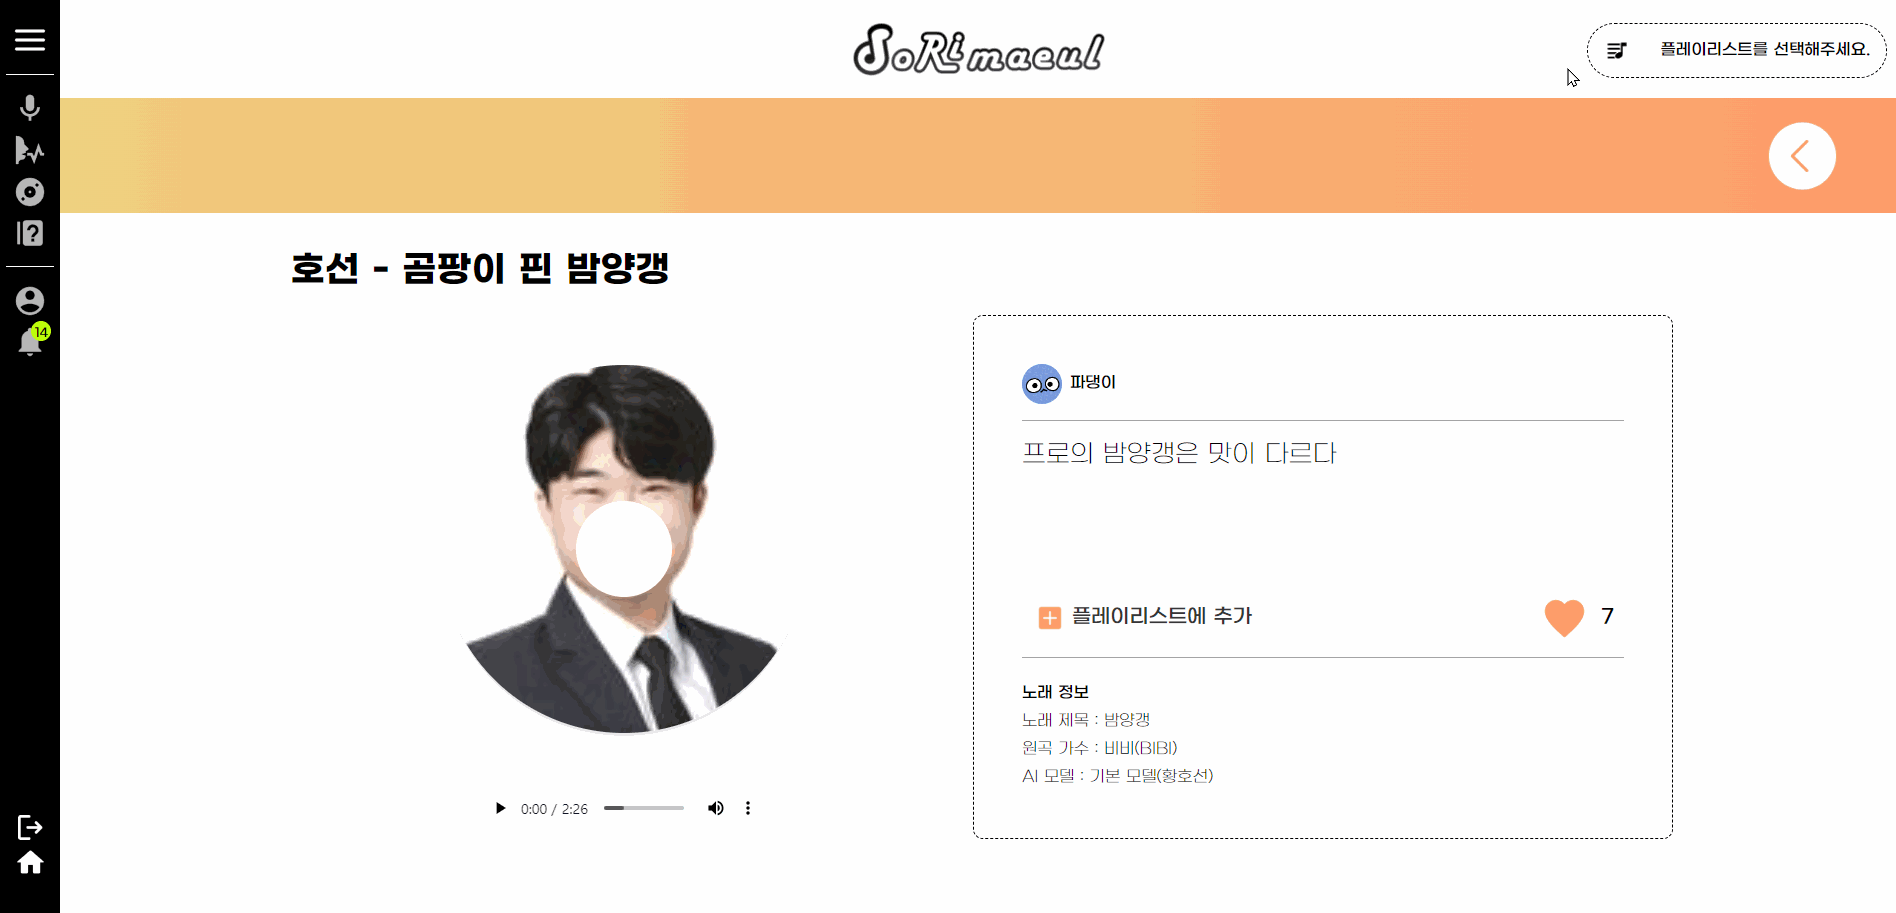 SoRimaeul
플레이리스트를 선택해주세요.
호선 - 곰팡이 핀 밤양갱
14
파댕이
프로의 밤양갱은 맛이 다르다
플레이리스트에 추가
7
노래 정보
노래 제목 : 밤양갱
원곡 가수 : 비비(BIBI)
AI 모델 : 기본 모델(황호선)
0:00 / 2:26